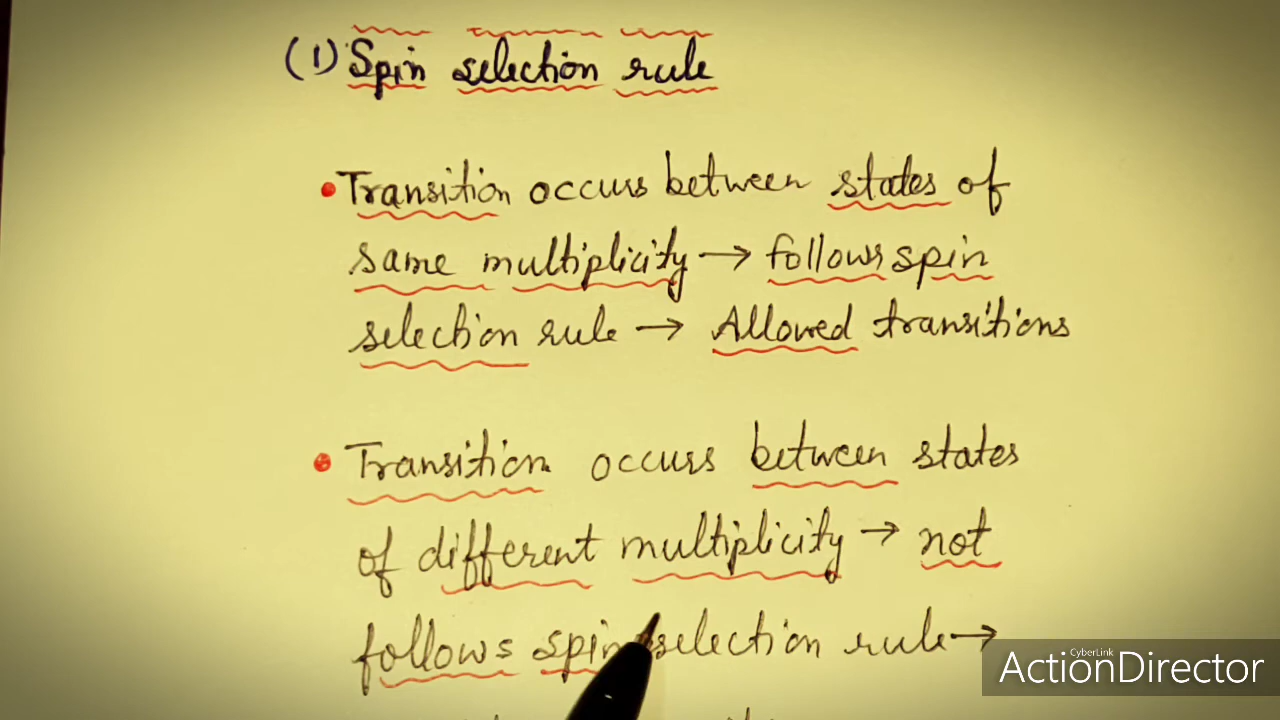 (1) Spin selection rule
• Transition occurs between states of
same multiplicity → follows spin
selection rule → Allowed transitions
• Transition occurs between states
of different multiplicity → not
follows spin selection rule →
CyberLink
ActionDirector